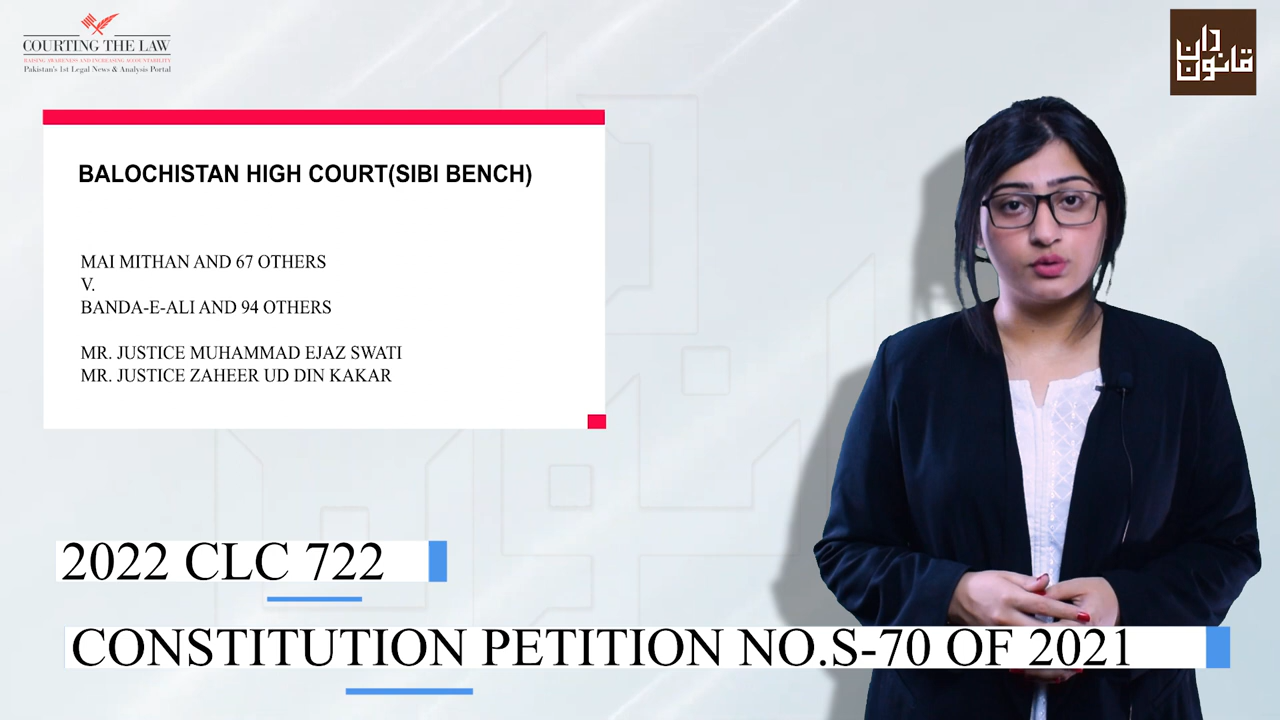 COURTING THE LAW
RAISING AWARENESS AND INCREASING ACCOUNTABILITY
Pakistan's 1st Legal News & Analysis Portal
قانون دان
BALOCHISTAN HIGH COURT(SIBI BENCH)
MAI MITHAN AND 67 OTHERS
V.
BANDA-E-ALI AND 94 OTHERS
MR. JUSTICE MUHAMMAD EJAZ SWATI
MR. JUSTICE ZAHEER UD DIN KAKAR
2022 CLC 722
CONSTITUTION PETITION NO.S-70 OF 2021